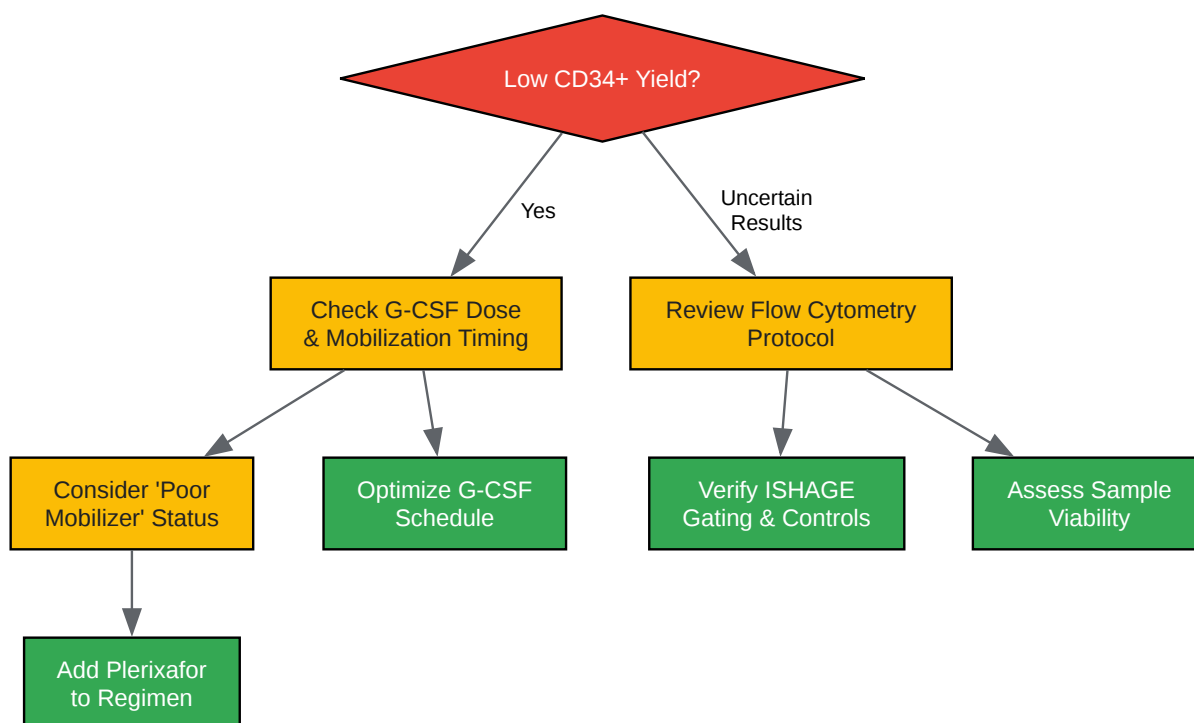 Low CD34+ Yield?
Yes
Uncertain
Results
Check G-CSF Dose
& Mobilization Timing
Review Flow Cytometry
Protocol
Consider 'Poor
Mobilizer' Status
Optimize G-CSF
Schedule
Verify ISHAGE
Gating & Controls
Assess Sample
Viability
Add Plerixafor
to Regimen